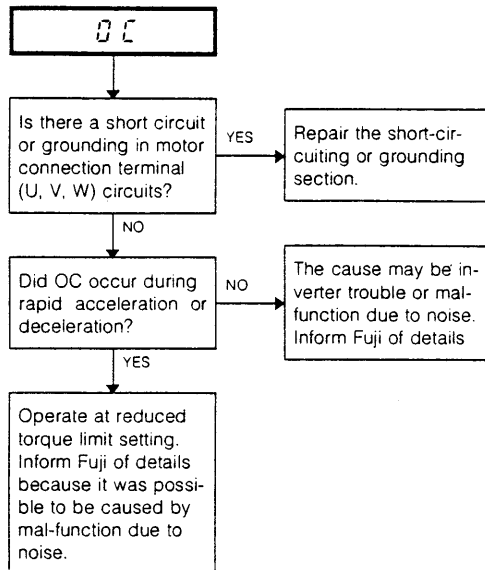 OC
Is there a short circuit
or grounding in motor
connection terminal
(U, V, W) circuits?
YES
Repair the short-cir-
cuiting or grounding
section.
NO
Did OC occur during
rapid acceleration or
deceleration?
NO
The cause may be in-
verter trouble or mal-
function due to noise.
Inform Fuji of details
YES
Operate at reduced
torque limit setting.
Inform Fuji of details
because it was possi-
ble to be caused by
mal-function due to
noise.